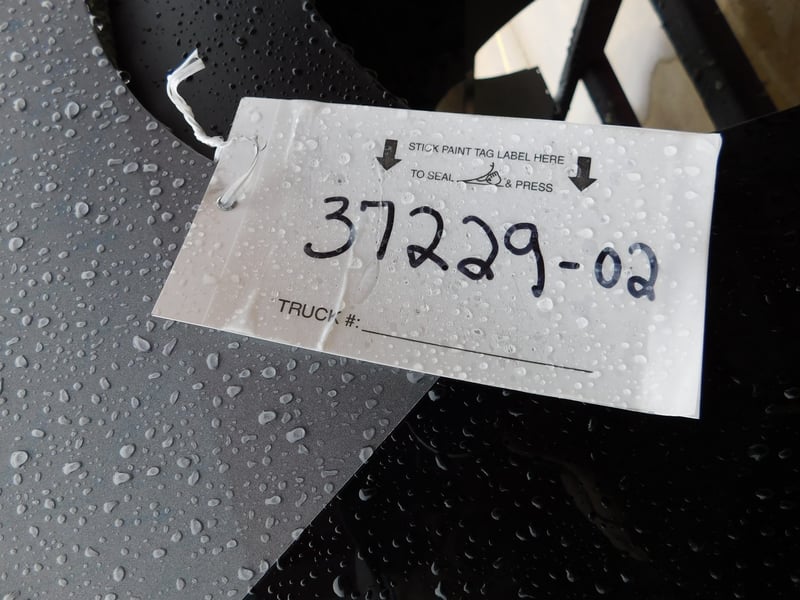 STICK PAINT TAG LABEL HERE
TO SEAL & PRESS
37229-02
TRUCK #: